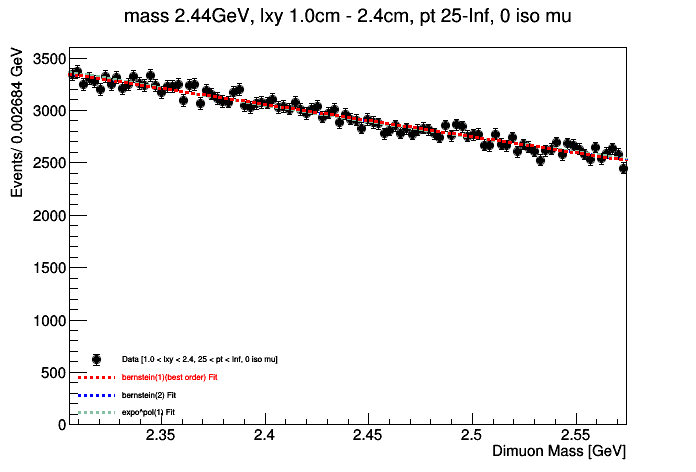 mass 2.44GeV, lxy 1.0cm - 2.4cm, pt 25-Inf, 0 iso mu
Events/ 0.002684 GeV
3500
3000
2500
2000
1500
1000
500
0
Data [1.0 < lxy < 2.4, 25 < pt < Inf, 0 iso mu]
bernstein(1)(best order) Fit
bernstein(2) Fit
expo^pol(1) Fit
2.35
2.4
2.45
2.5
2.55
Dimuon Mass [GeV]